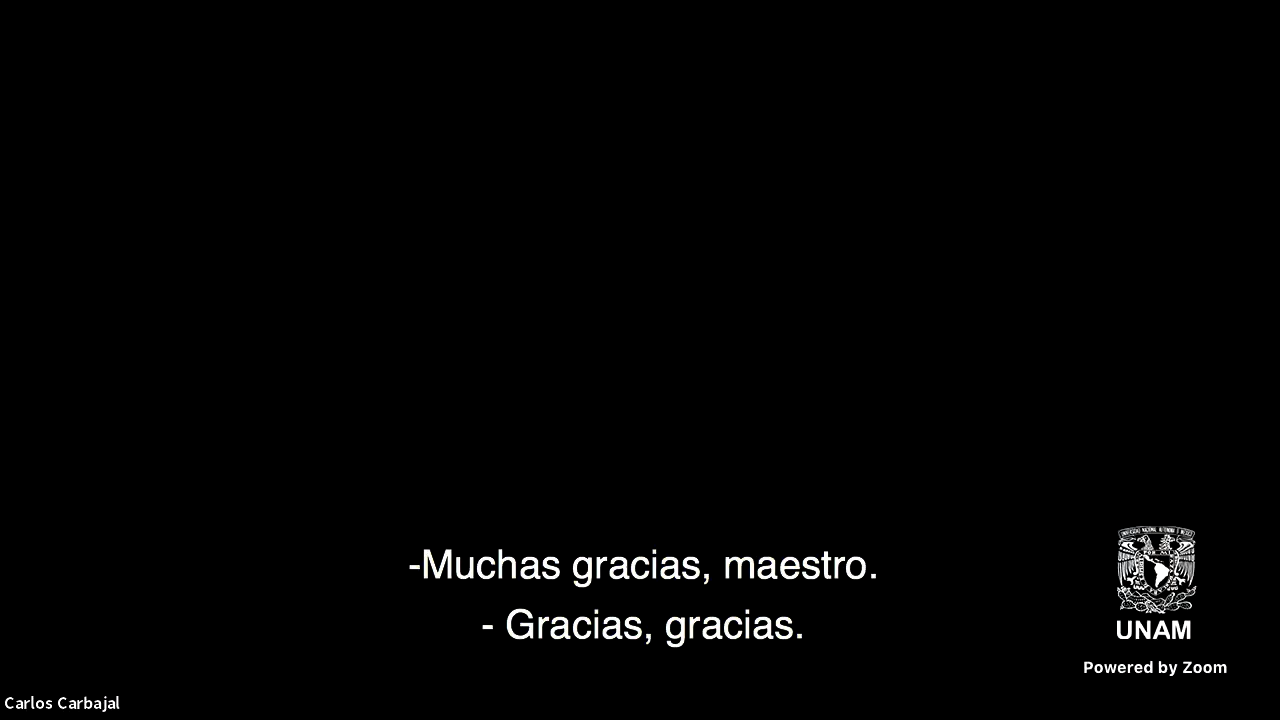 -Muchas gracias, maestro.
- Gracias, gracias.
UNAM
Powered by Zoom
Carlos Carbajal